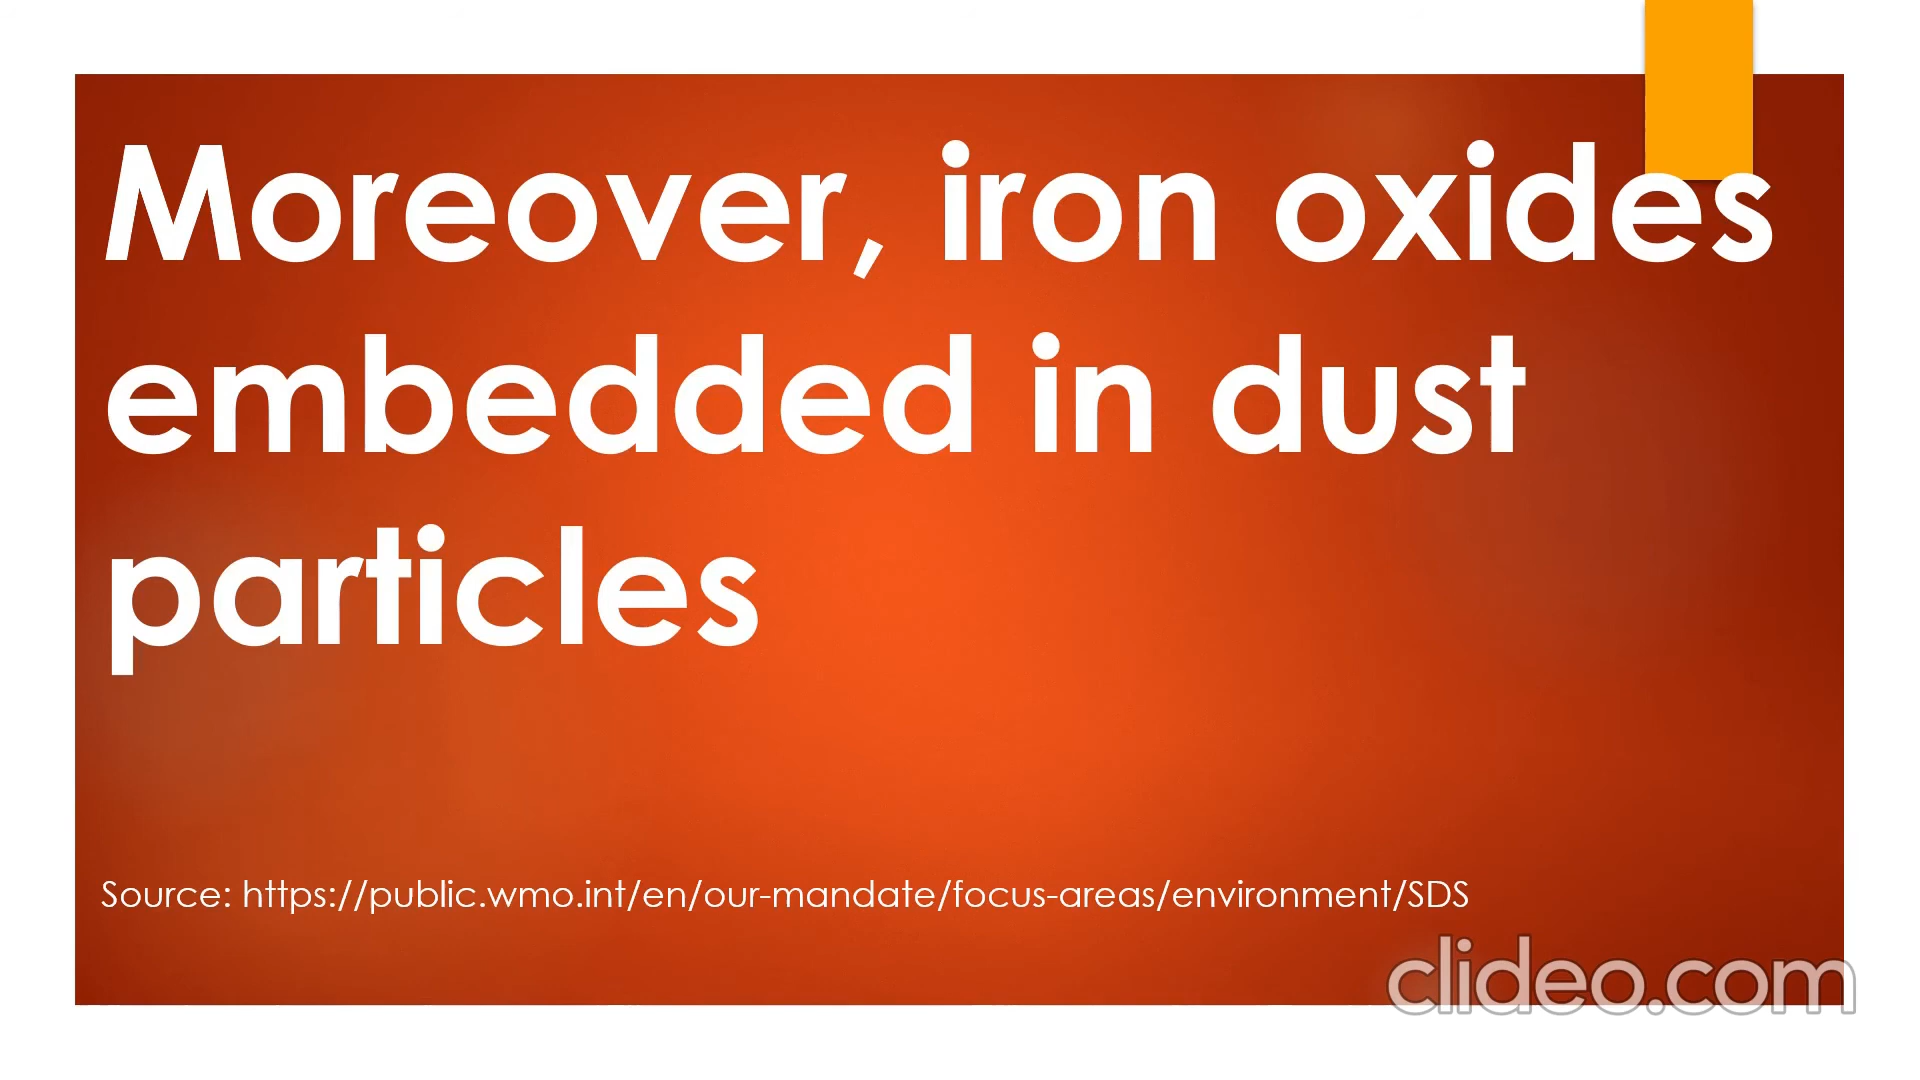 Moreover, iron oxides
embedded in dust
particles
Source: https://public.wmo.int/en/our-mandate/focus-areas/environment/SDS
clideo.com